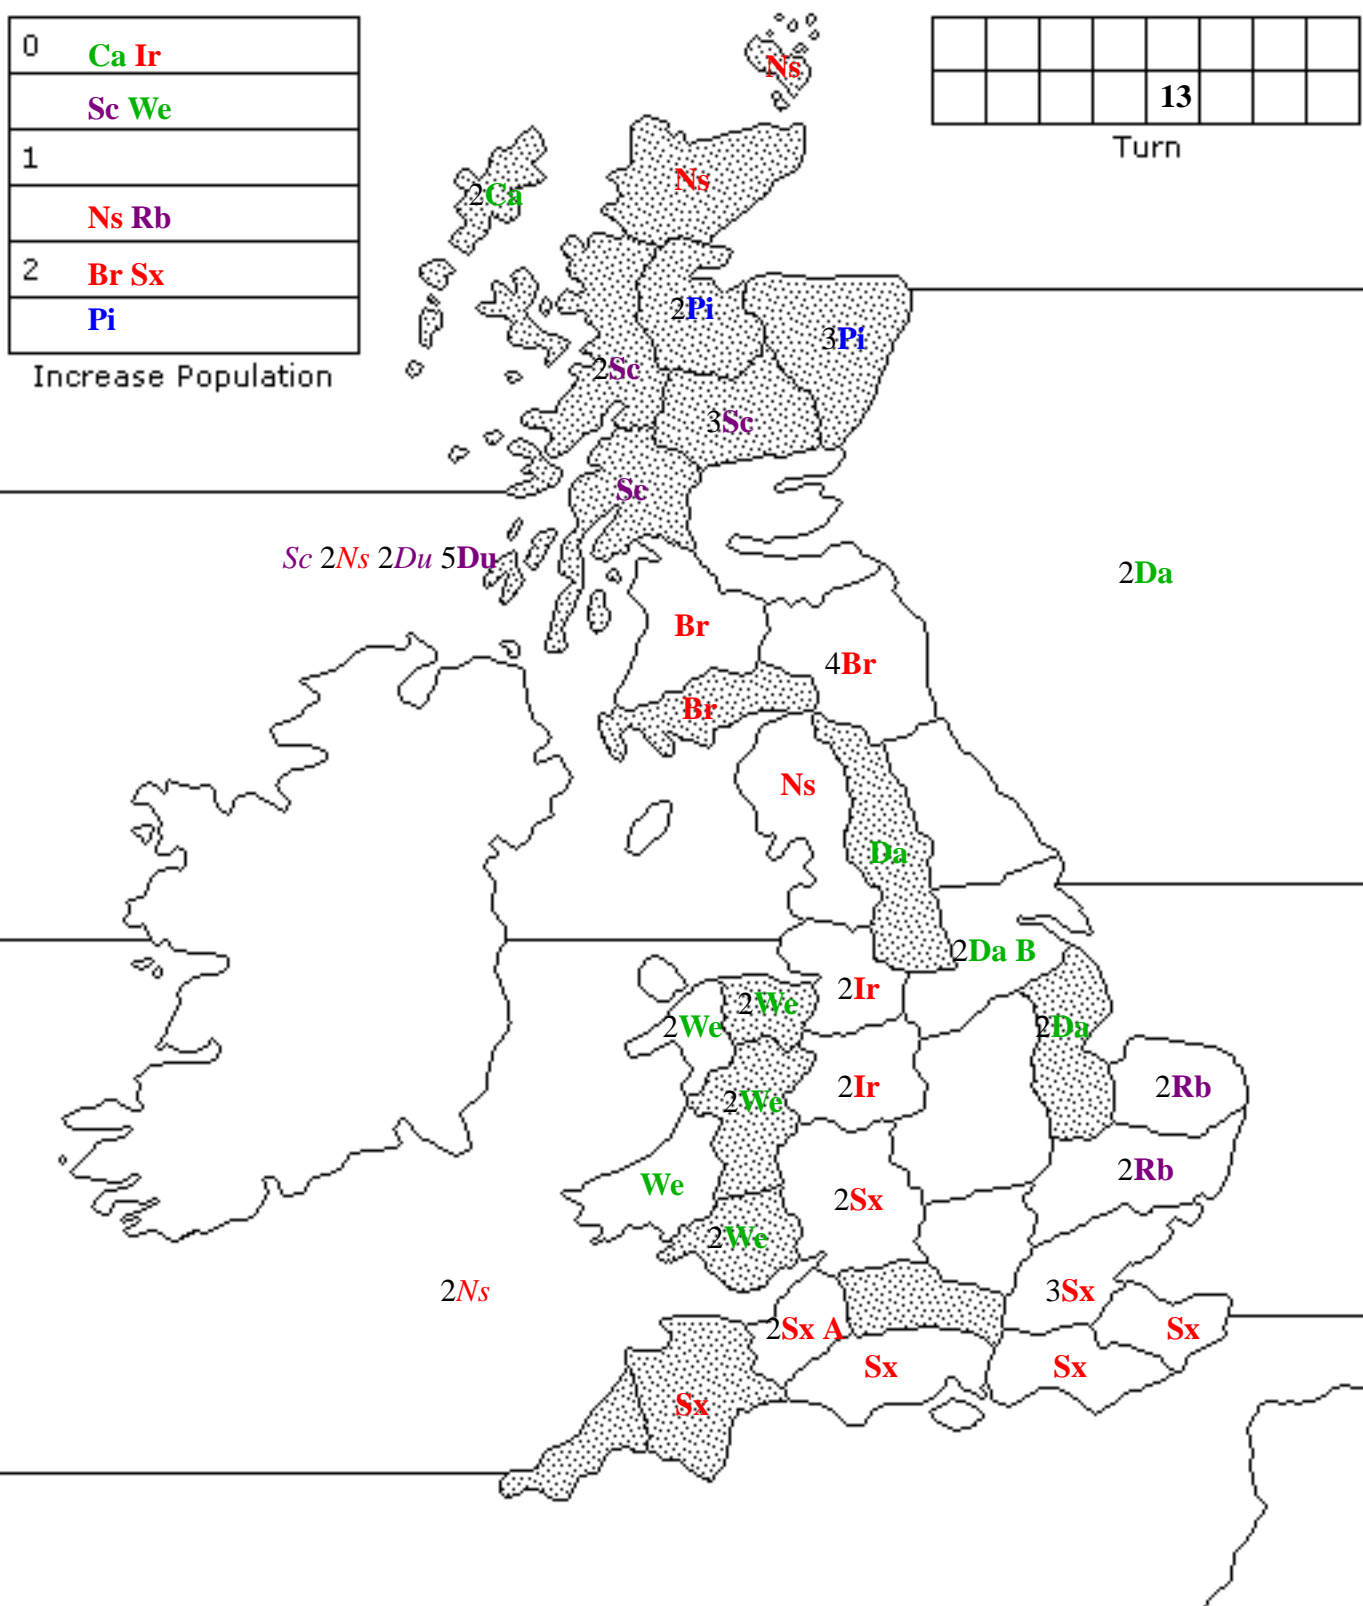 0 Ca Ir
Sc We
1
Ns Rb
2 Br Sx
Pi
Increase Population
13
Turn
Ns
Ns
2Ca
2Pi
3Pi
2Sc
3Sc
Sc
Sc 2Ns 2Du 5Du
2Da
Br
4Br
Br
Ns
Da
2Da B
2Ir
2We
2We
2Da
2Ir
2Rb
2We
2Rb
We
2Sx
2We
2Ns
3Sx
2Sx A
Sx
Sx
Sx
Sx